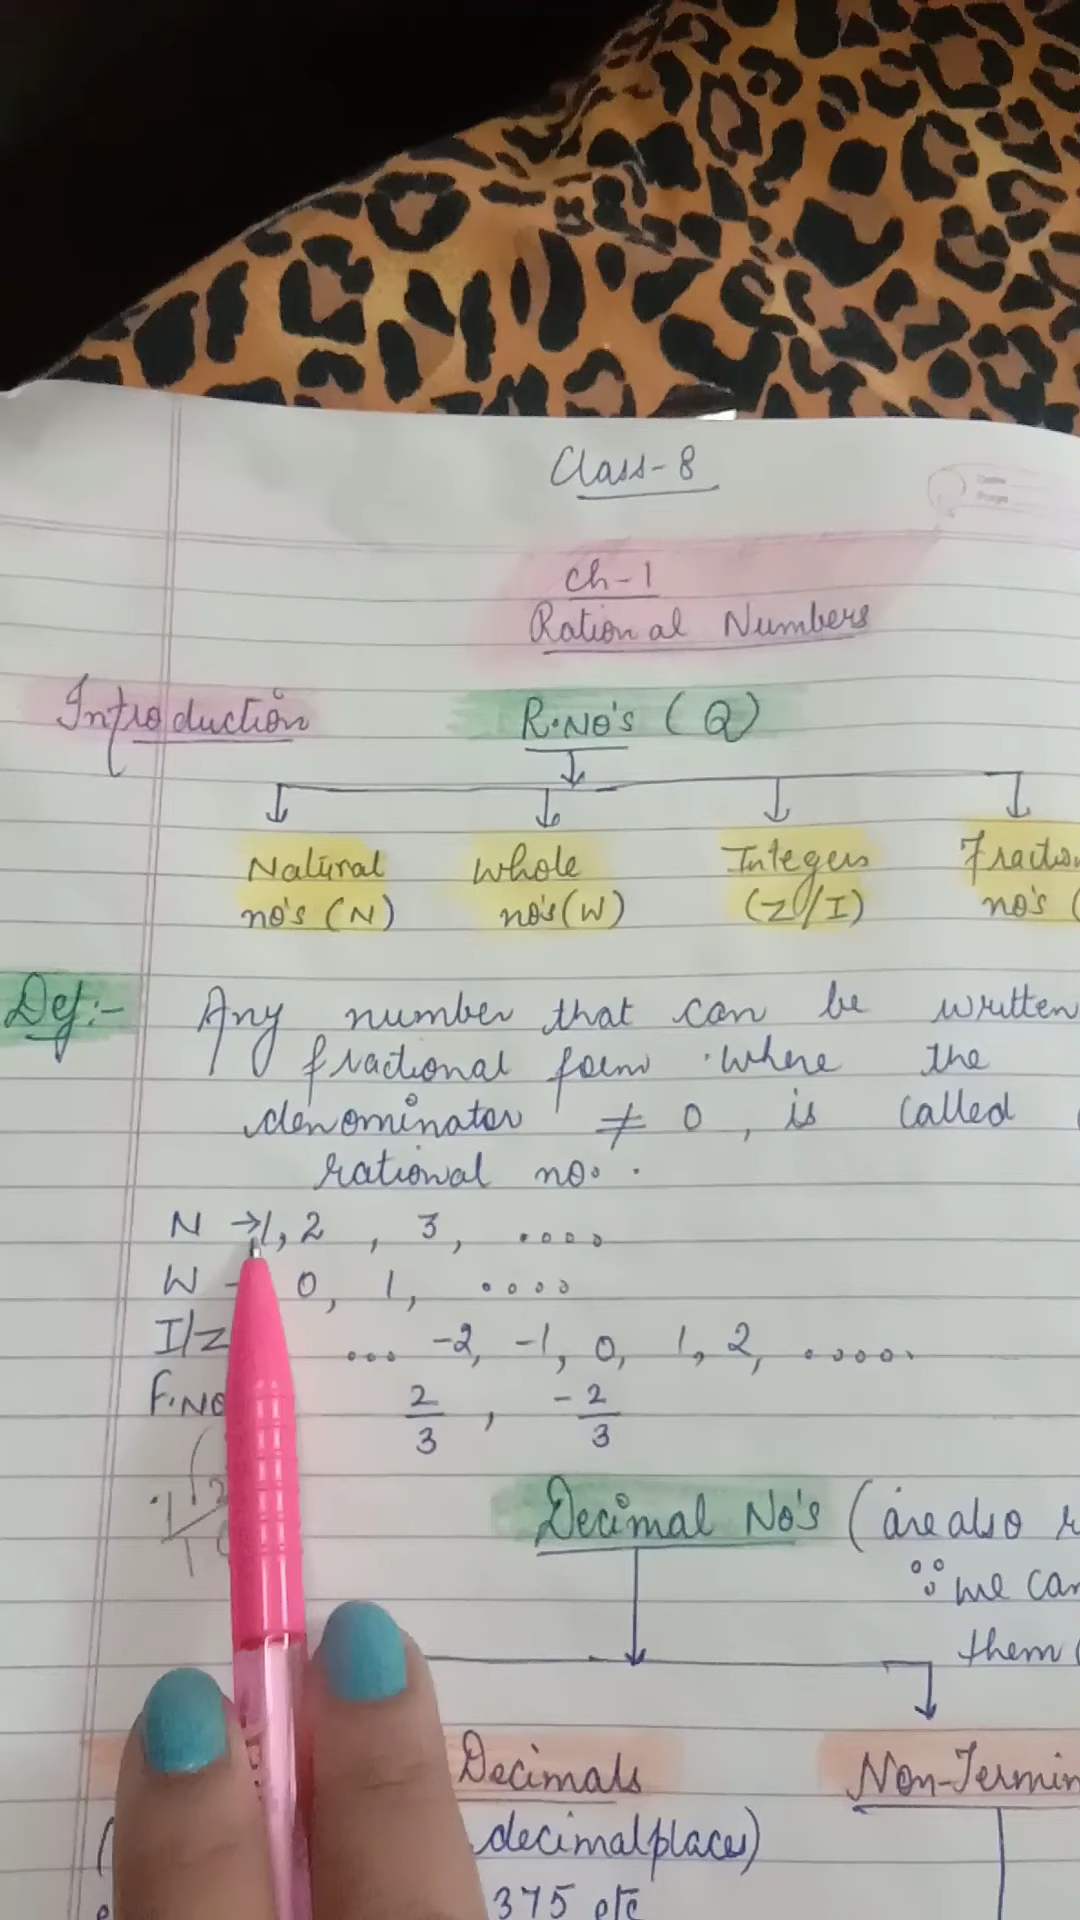 Class-8
Ch-1
Rational Numbers
Introduction R.NO's (Q)
Natural Whole Integers
no's (N) no's (W) (Z/I) no's (
Def:- Any number that can be written
fractional form where the
denominator ≠ 0, is called
rational no.
N → 1, 2, 3, ....
W - 0, 1, ....
I/Z ... -2, -1, 0, 1, 2, .....
F.NO 2/3, -2/3
Decimal No's (are also
∵ we can
them
Decimals Non-Termin
decimal places)
375 etc